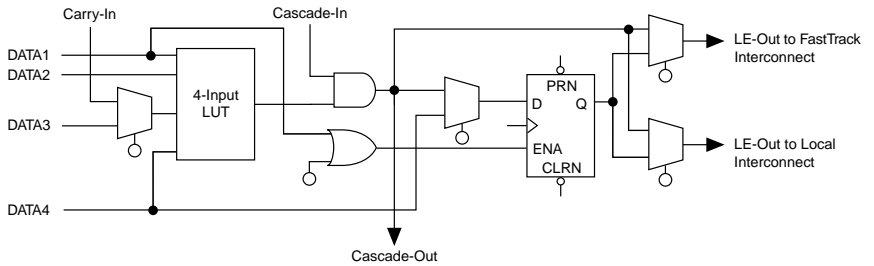 Carry-In
Cascade-In
DATA1
DATA2
DATA3
DATA4
4-Input
LUT
PRN
D
Q
ENA
CLRN
LE-Out to FastTrack
Interconnect
LE-Out to Local
Interconnect
Cascade-Out